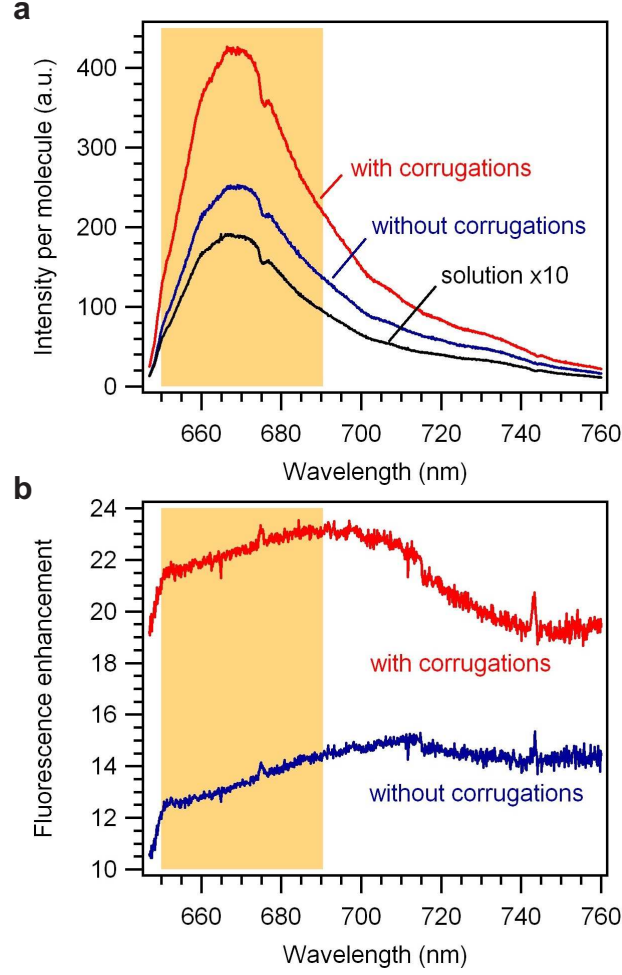 a
Intensity per molecule (a.u.)
400
300
200
100
0
with corrugations
without corrugations
solution x10
660 680 700 720 740 760
Wavelength (nm)
b
Fluorescence enhancement
24
22
20
18
16
14
12
10
with corrugations
without corrugations
660 680 700 720 740 760
Wavelength (nm)